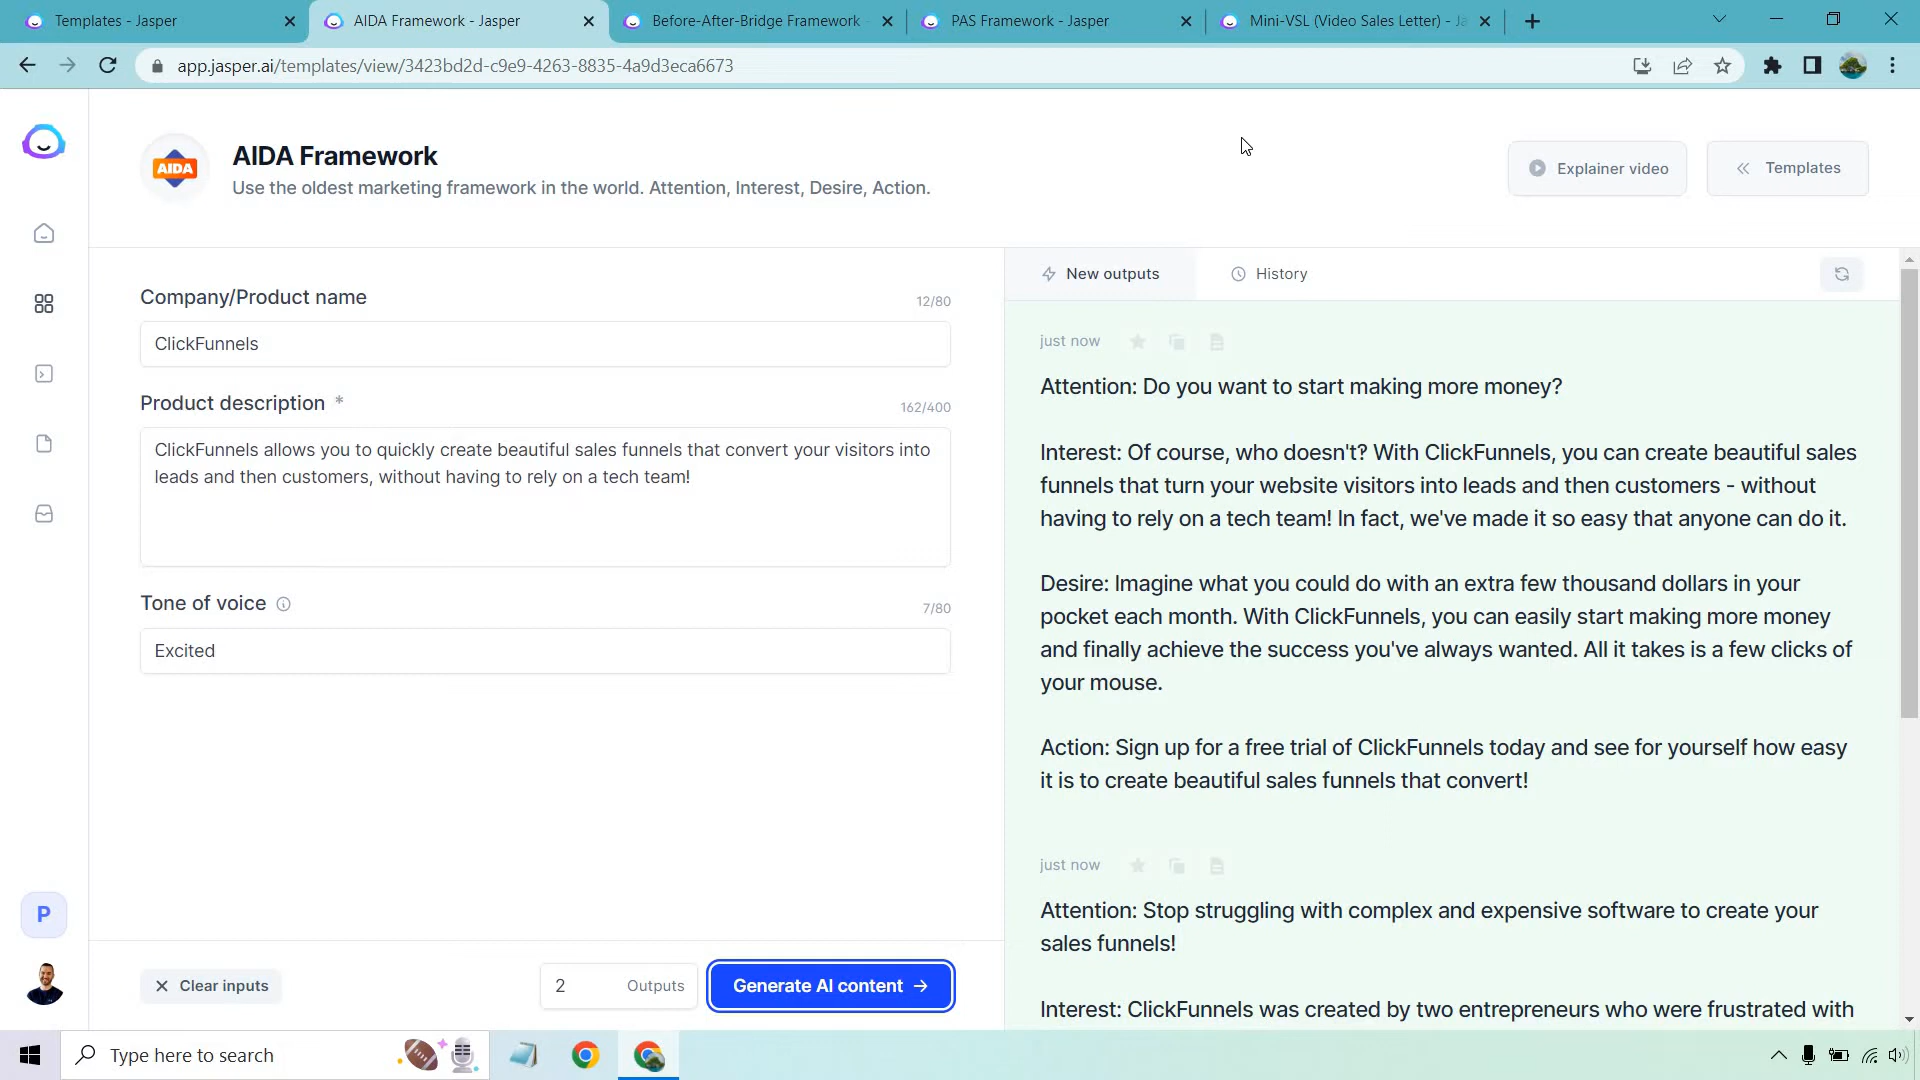 Templates - Jasper
AIDA Framework - Jasper
Before-After-Bridge Framework
PAS Framework - Jasper
Mini-VSL (Video Sales Letter) - Ja
app.jasper.ai/templates/view/3423bd2d-c9e9-4263-8835-4a9d3eca6673
AIDA
AIDA Framework
Use the oldest marketing framework in the world. Attention, Interest, Desire, Action.
Explainer video
Templates
Company/Product name
12/80
ClickFunnels
Product description *
162/400
ClickFunnels allows you to quickly create beautiful sales funnels that convert your visitors into
leads and then customers, without having to rely on a tech team!
Tone of voice
7/80
Excited
Clear inputs
2 Outputs
Generate AI content →
New outputs
History
just now
Attention: Do you want to start making more money?
Interest: Of course, who doesn't? With ClickFunnels, you can create beautiful sales
funnels that turn your website visitors into leads and then customers - without
having to rely on a tech team! In fact, we've made it so easy that anyone can do it.
Desire: Imagine what you could do with an extra few thousand dollars in your
pocket each month. With ClickFunnels, you can easily start making more money
and finally achieve the success you've always wanted. All it takes is a few clicks of
your mouse.
Action: Sign up for a free trial of ClickFunnels today and see for yourself how easy
it is to create beautiful sales funnels that convert!
just now
Attention: Stop struggling with complex and expensive software to create your
sales funnels!
Interest: ClickFunnels was created by two entrepreneurs who were frustrated with
P
Type here to search